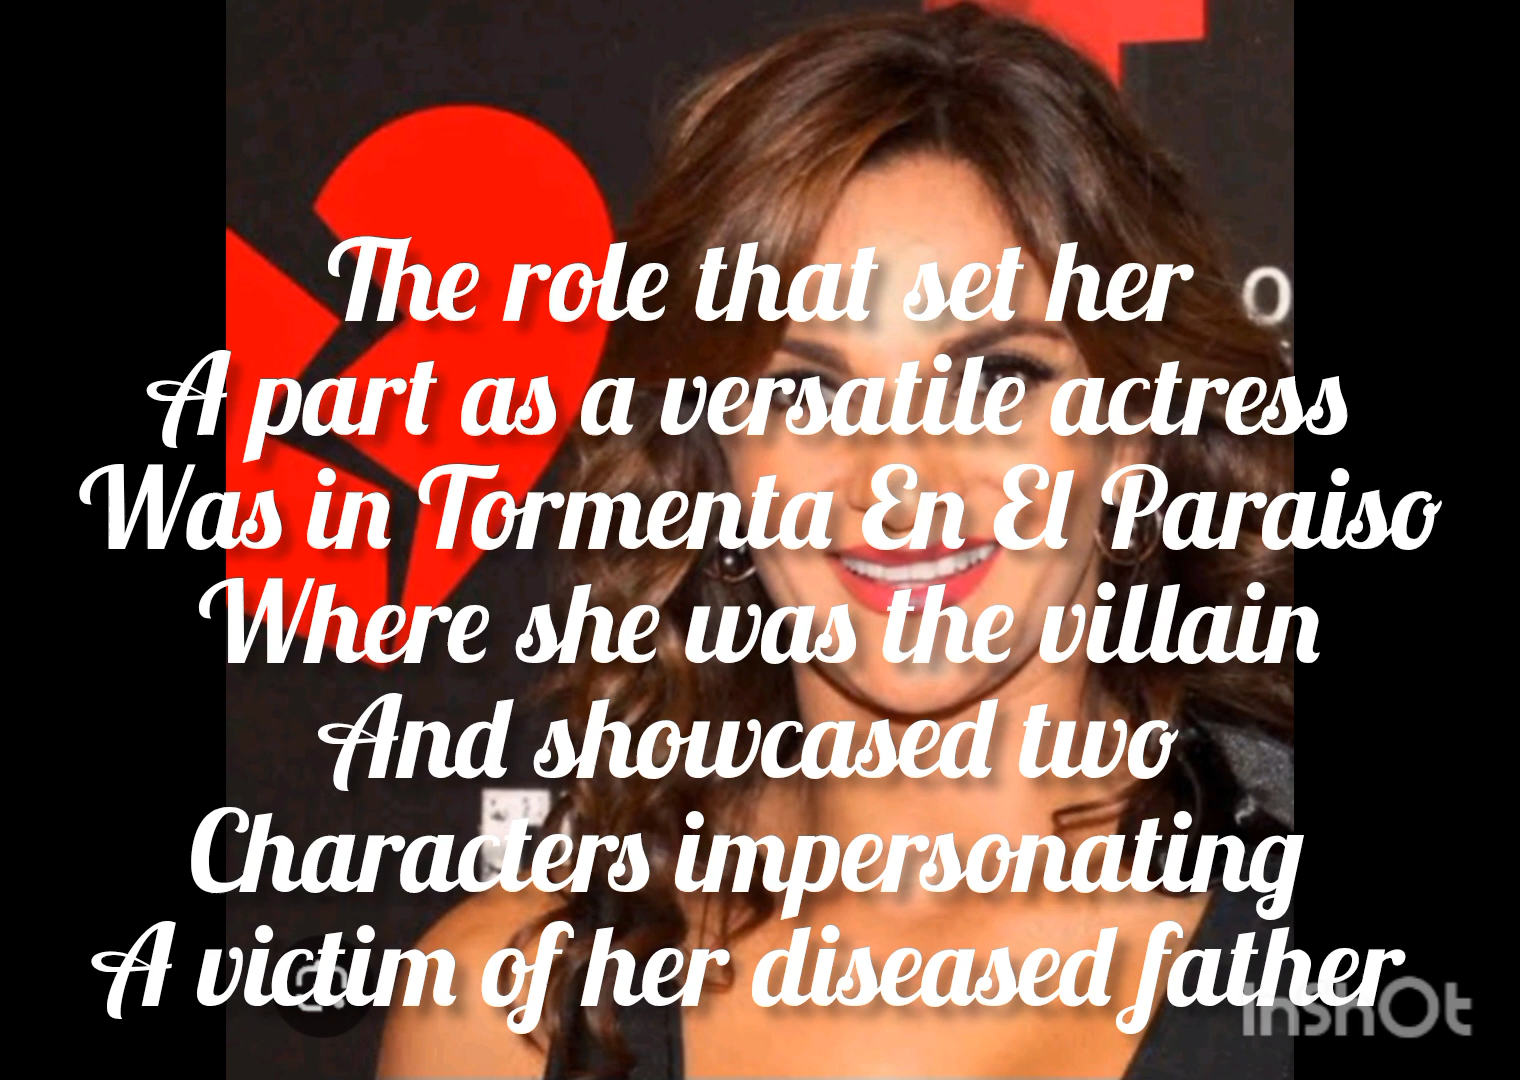 The role that set her
A part as a versatile actress
Was in Tormenta En El Paraiso
Where she was the villain
And showcased two
Characters impersonating
A victim of her diseased father
InShOt
O